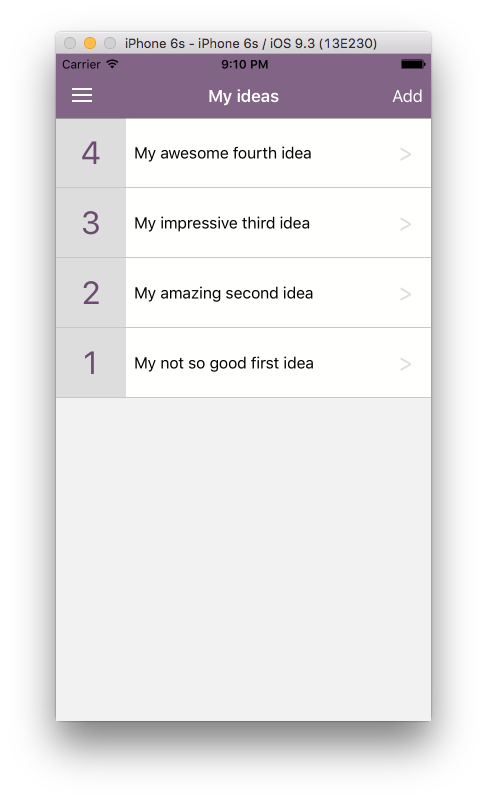 iPhone 6s - iPhone 6s / iOS 9.3 (13E230)
Carrier 9:10 PM
My ideas Add
4 My awesome fourth idea >
3 My impressive third idea >
2 My amazing second idea >
1 My not so good first idea >